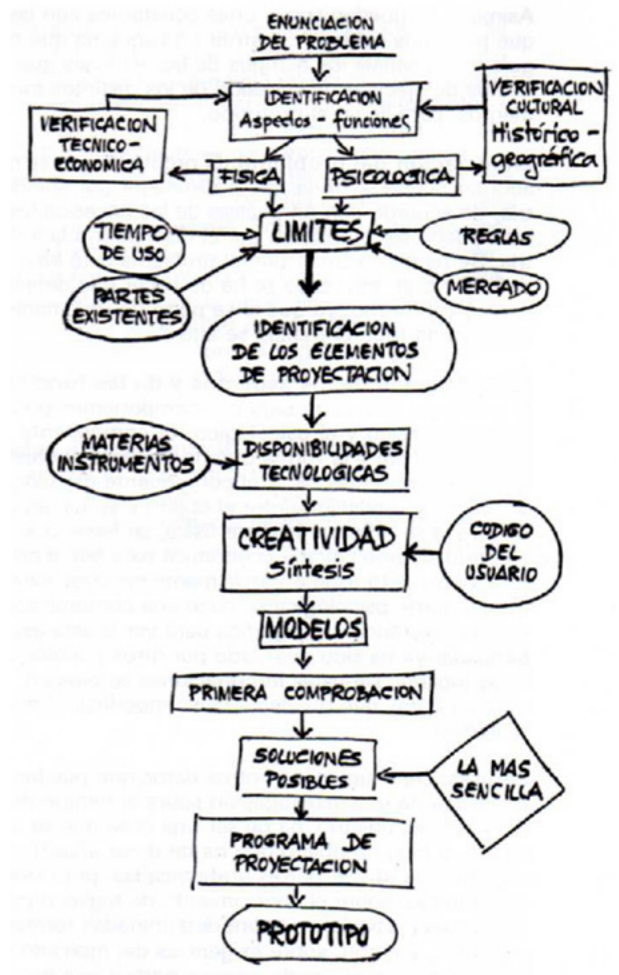 ENUNCIACION
DEL PROBLEMA
IDENTIFICACION
Aspectos - funciones
VERIFICACION
TECNICO-
ECONOMICA
VERIFICACION
CULTURAL
Histórico -
geográfica
FISICA
PSICOLOGICA
TIEMPO
DE USO
LIMITES
REGLAS
PARTES
EXISTENTES
MERCADO
IDENTIFICACION
DE LOS ELEMENTOS
DE PROYECTACION
MATERIAS
INSTRUMENTOS
DISPONIBILIDADES
TECNOLOGICAS
CREATIVIDAD
Síntesis
CODIGO
DEL
USUARIO
MODELOS
PRIMERA COMPROBACION
SOLUCIONES
POSIBLES
LA MAS
SENCILLA
PROGRAMA DE
PROYECTACION
PROTOTIPO